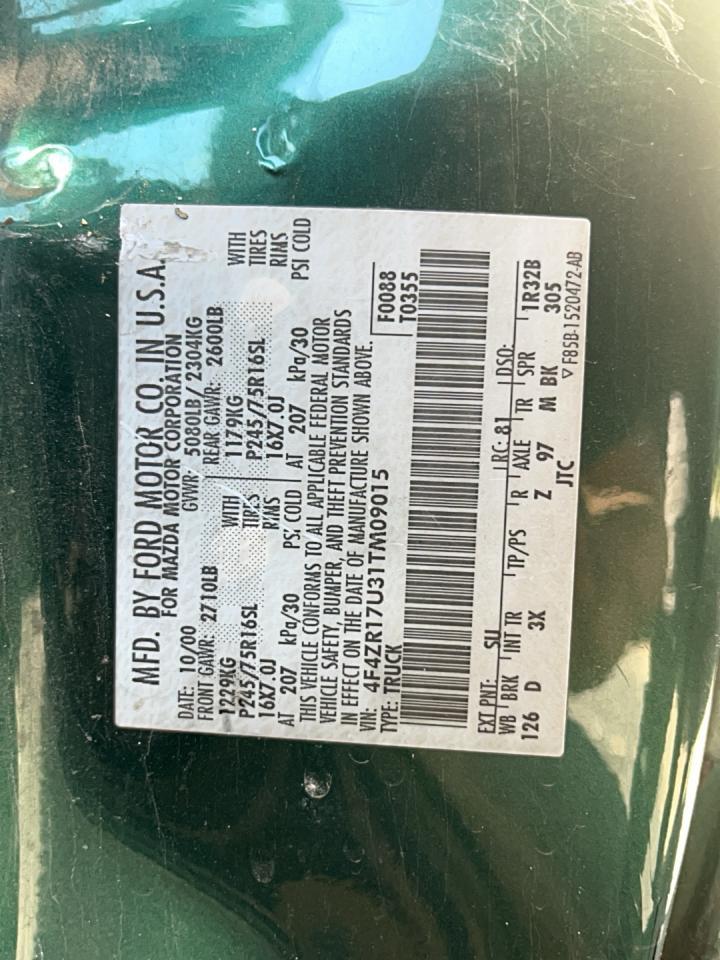 MFD. BY FORD MOTOR CO. IN U.S.A.
FOR MAZDA MOTOR CORPORATION
DATE: 10/00 GVWR: 5080LB / 2304KG
FRONT GAWR: 2710LB REAR GAWR: 2600LB
1229KG WITH 1179KG WITH
P245/75R16SL TIRES P245/75R16SL TIRES
16X7.0J RIMS 16X7.0J RIMS
AT 207 kPa/30 PSI COLD AT 207 kPa/30 PSI COLD
THIS VEHICLE CONFORMS TO ALL APPLICABLE FEDERAL MOTOR
VEHICLE SAFETY, BUMPER, AND THEFT PREVENTION STANDARDS
IN EFFECT ON THE DATE OF MANUFACTURE SHOWN ABOVE.
VIN: 4F4ZR17U31TM09015 F0088
TYPE: TRUCK T0355
EXT PNT: SU RC: 81 DSO:
WB BRK INT TR TP/PS R AXLE TR SPR 1R32B
126 D 3X Z 97 M BK 305
JTC ▽ F85B-1520472-AB